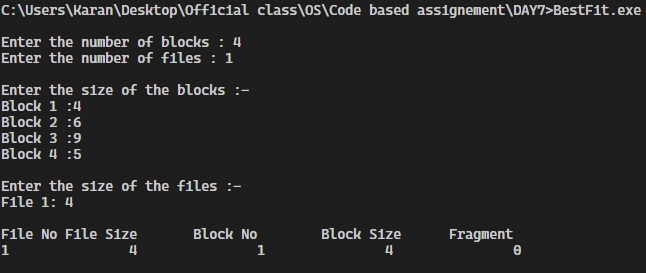 C:\Users\Karan\Desktop\Official class\OS\Code based assignement\DAY7>BestFit.exe
Enter the number of blocks : 4
Enter the number of files : 1
Enter the size of the blocks :-
Block 1 :4
Block 2 :6
Block 3 :9
Block 4 :5
Enter the size of the files :-
File 1: 4
File No File Size Block No Block Size Fragment
1 4 1 4 0